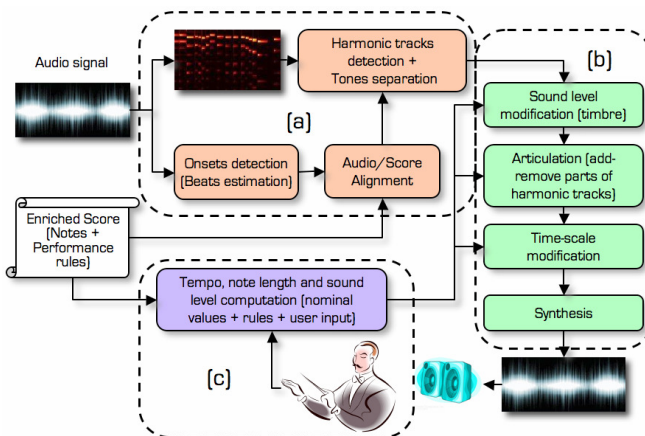 Audio signal
Harmonic tracks
detection +
Tones separation
(b)
Sound level
modification (timbre)
(a)
Onsets detection
(Beats estimation)
Audio/Score
Alignment
Articulation (add-
remove parts of
harmonic tracks)
Enriched Score
(Notes +
Performance
rules)
Time-scale
modification
Tempo, note length and sound
level computation (nominal
values + rules + user input)
Synthesis
(c)